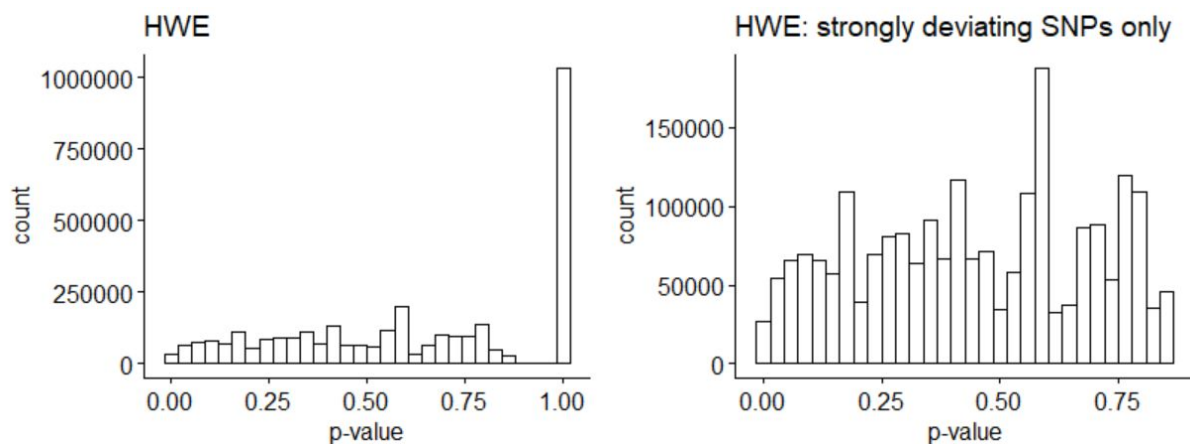 HWE
1000000
750000
500000
250000
0
count
0.00 0.25 0.50 0.75 1.00
p-value
HWE: strongly deviating SNPs only
150000
100000
50000
0
count
0.00 0.25 0.50 0.75
p-value